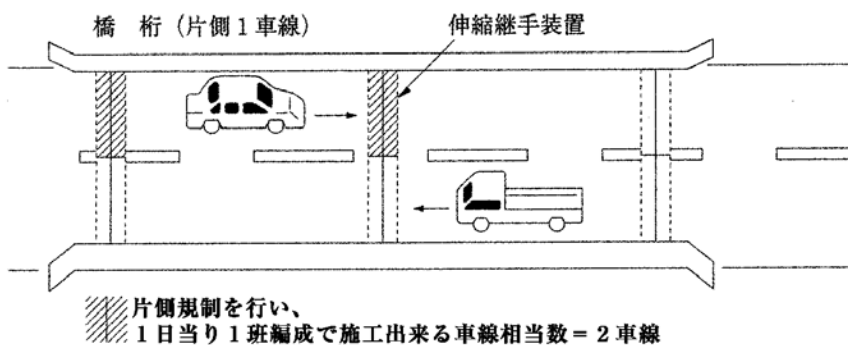 橋　桁（片側１車線）
伸縮継手装置
片側規制を行い、
１日当り１班編成で施工出来る車線相当数＝２車線